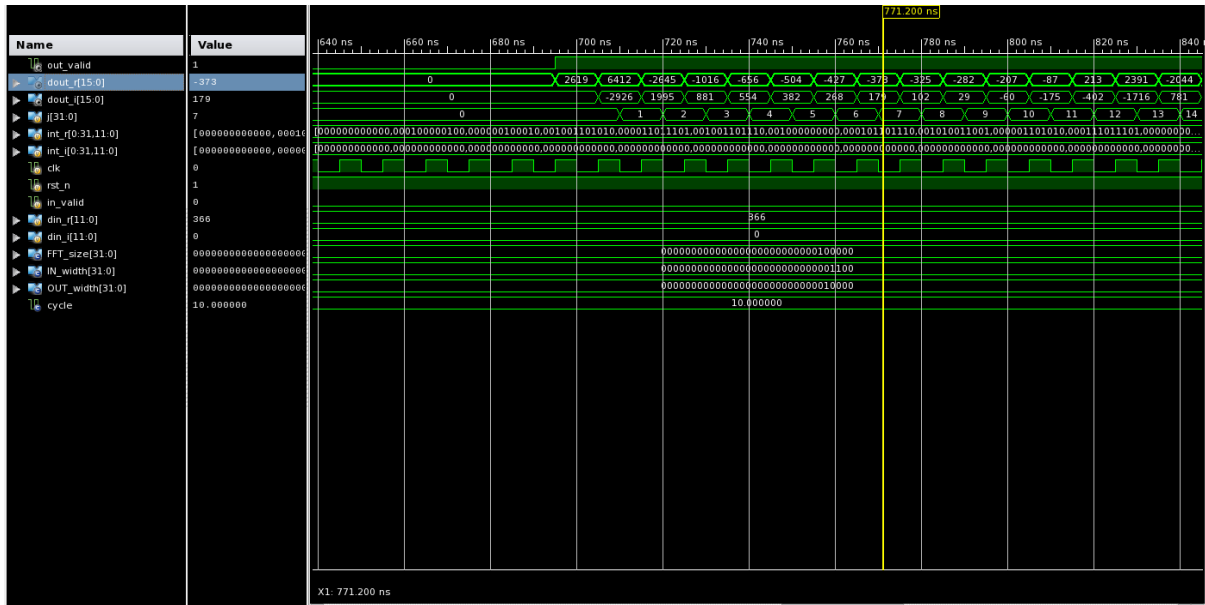 771.200 ns
Name Value 640 ns 660 ns 680 ns 700 ns 720 ns 740 ns 760 ns 780 ns 800 ns 820 ns 840
out_valid 1
dout_r[15:0] -373 0 2619 6412 -2645 -1016 -656 -504 -427 -373 -325 -282 -207 -87 213 2391 -2044
dout_i[15:0] 179 0 -2926 1995 881 554 382 268 179 102 29 -60 -175 -402 -1716 781
j[31:0] 7 0 1 2 3 4 5 6 7 8 9 10 11 12 13 14
int_r[0:31,11:0] [000000000000,00010
int_i[0:31,11:0] [000000000000,00000
clk 0
rst_n 1
in_valid 0
din_r[11:0] 366 366
din_i[11:0] 0 0
FFT_size[31:0] 00000000000000000000000000100000
IN_width[31:0] 00000000000000000000000000001100
OUT_width[31:0] 00000000000000000000000000010000
cycle 10.000000 10.000000
X1: 771.200 ns